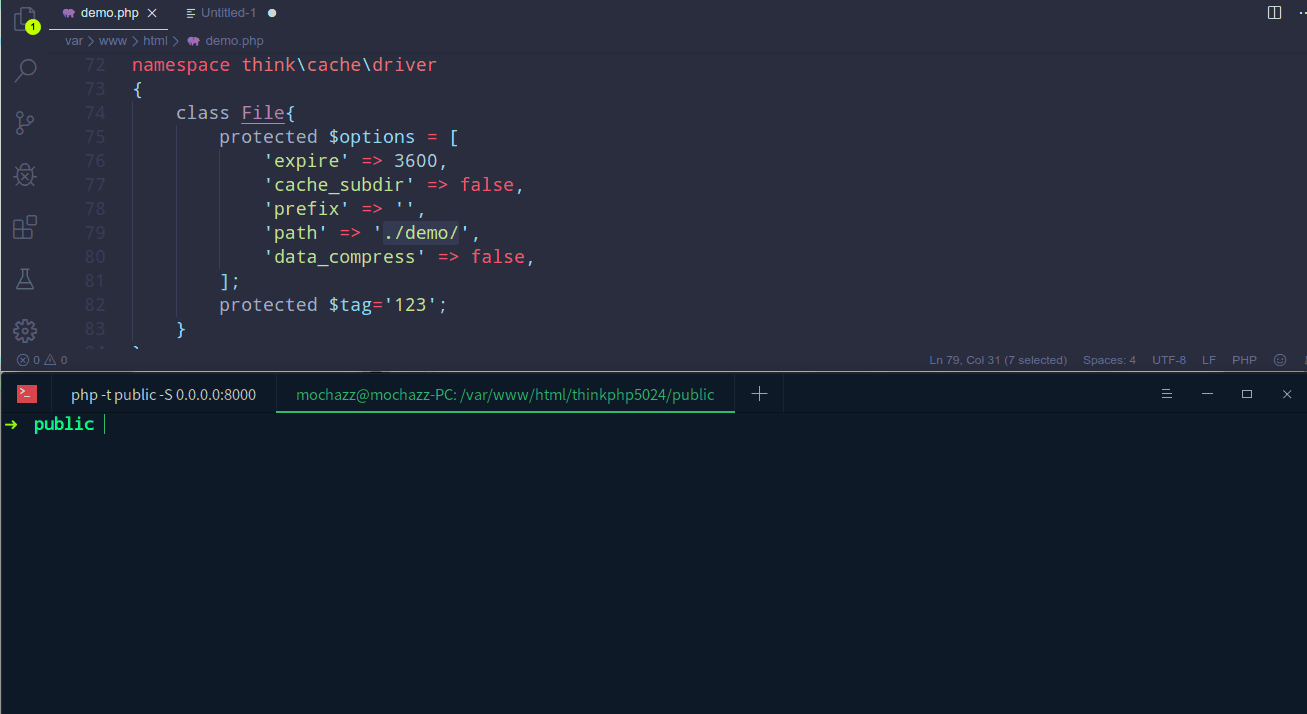 1
demo.php
Untitled-1
var > www > html > demo.php
72 namespace think\cache\driver
73 {
74     class File{
75         protected $options = [
76             'expire' => 3600,
77             'cache_subdir' => false,
78             'prefix' => '',
79             'path' => './demo/',
80             'data_compress' => false,
81         ];
82         protected $tag='123';
83     }
0 0 Ln 79, Col 31 (7 selected) Spaces: 4 UTF-8 LF PHP
php -t public -S 0.0.0.0:8000
mochazz@mochazz-PC: /var/www/html/thinkphp5024/public
➜ public